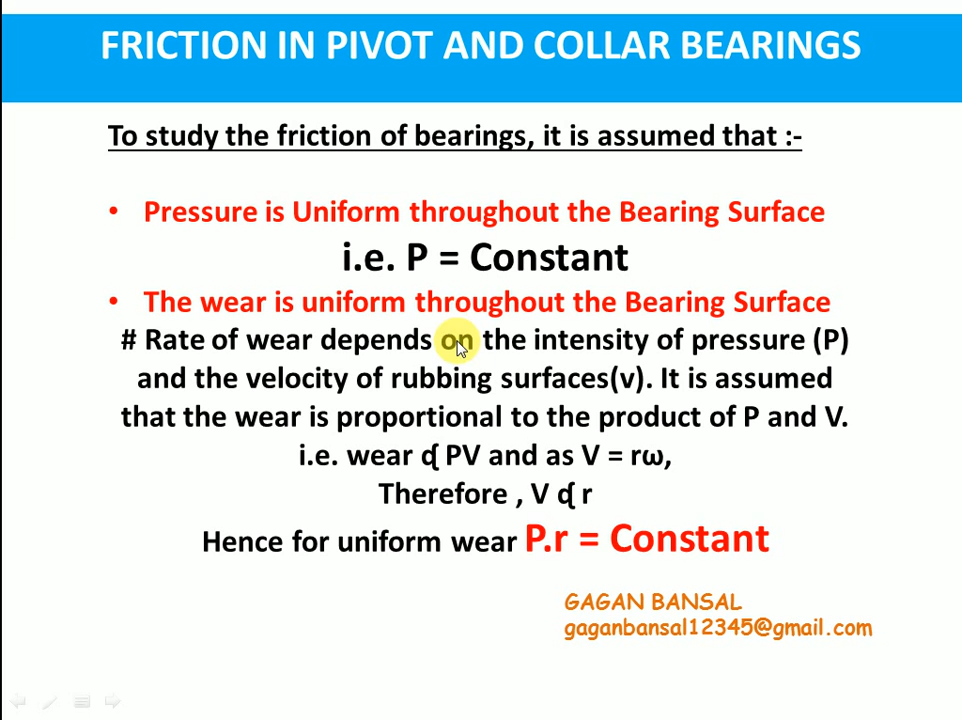 FRICTION IN PIVOT AND COLLAR BEARINGS
To study the friction of bearings, it is assumed that :-
• Pressure is Uniform throughout the Bearing Surface
i.e. P = Constant
• The wear is uniform throughout the Bearing Surface
# Rate of wear depends on the intensity of pressure (P)
and the velocity of rubbing surfaces(v). It is assumed
that the wear is proportional to the product of P and V.
i.e. wear ɖ PV and as V = rω,
Therefore , V ɖ r
Hence for uniform wear P.r = Constant
GAGAN BANSAL
gaganbansal12345@gmail.com